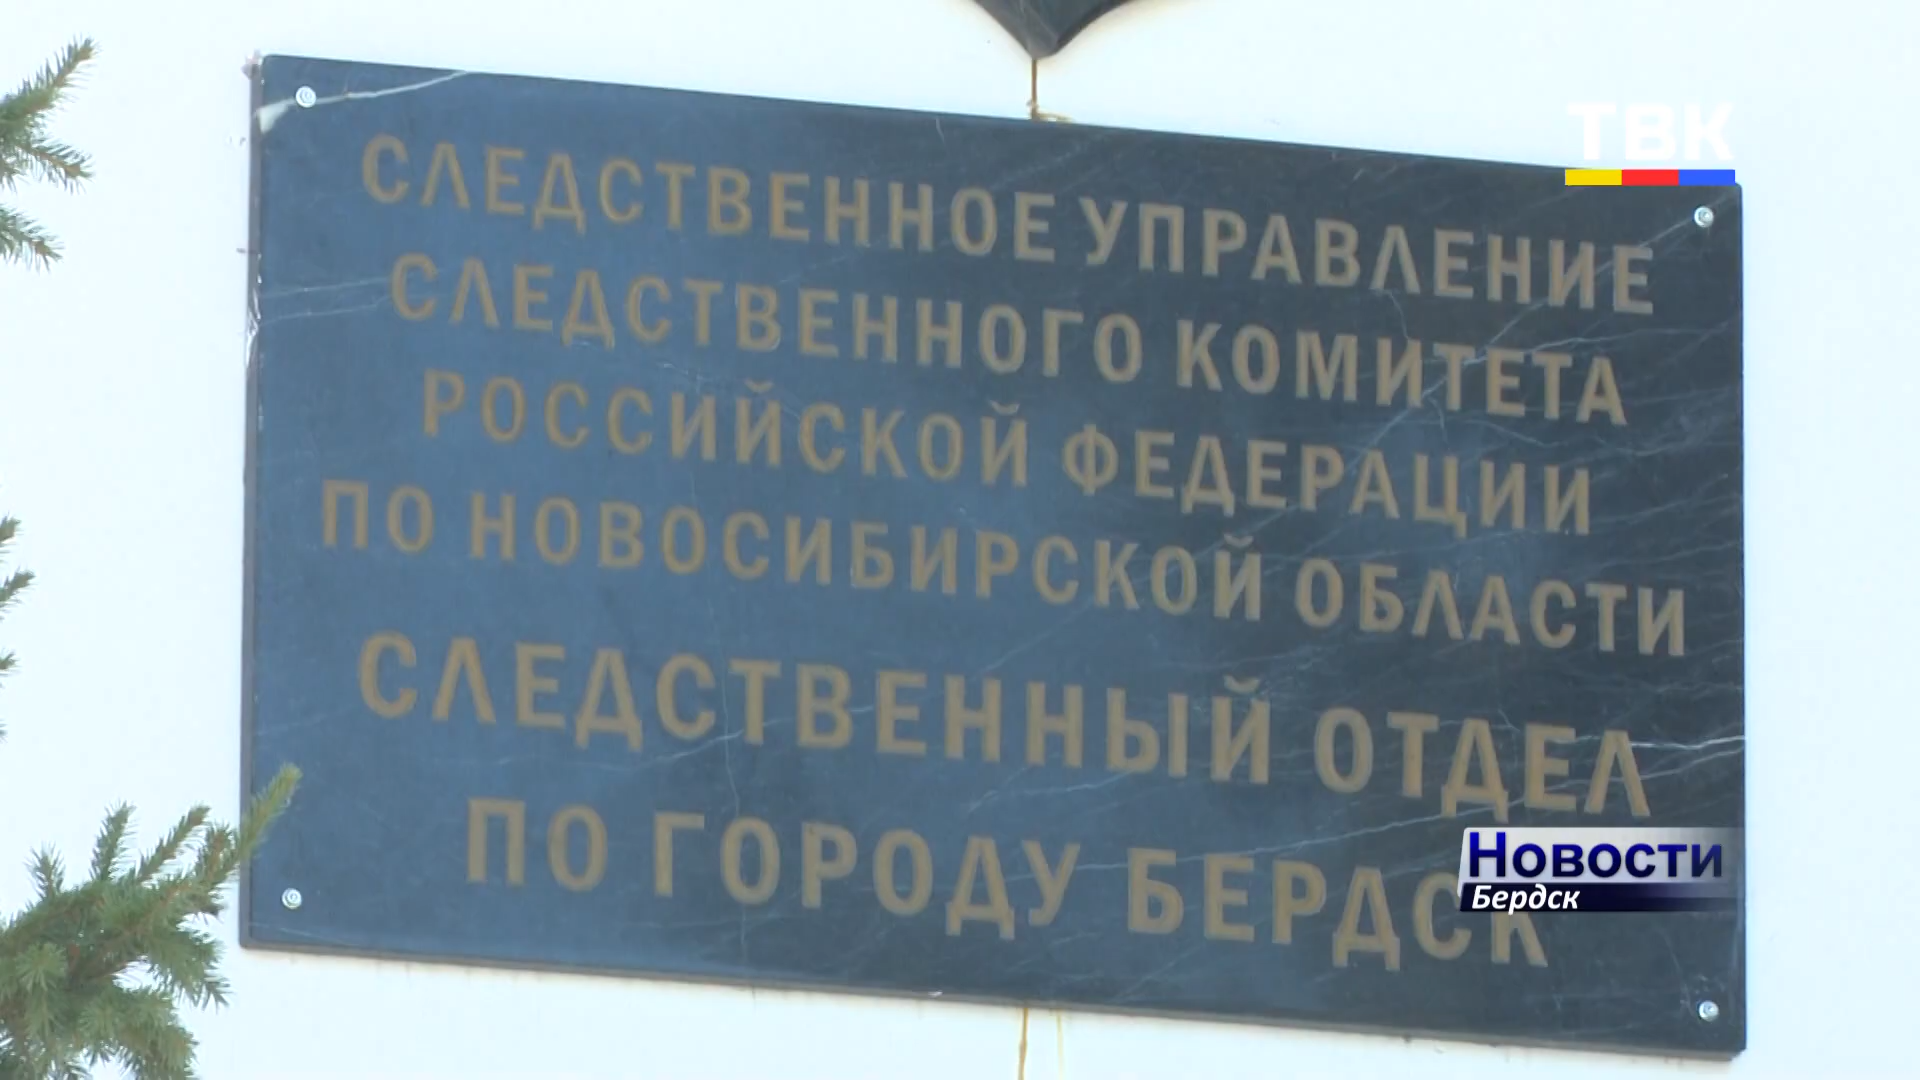 ТВК
СЛЕДСТВЕННОЕ УПРАВЛЕНИЕ
СЛЕДСТВЕННОГО КОМИТЕТА
РОССИЙСКОЙ ФЕДЕРАЦИИ
ПО НОВОСИБИРСКОЙ ОБЛАСТИ
СЛЕДСТВЕННЫЙ ОТДЕЛ
ПО ГОРОДУ БЕРДСК
Новости
Бердск